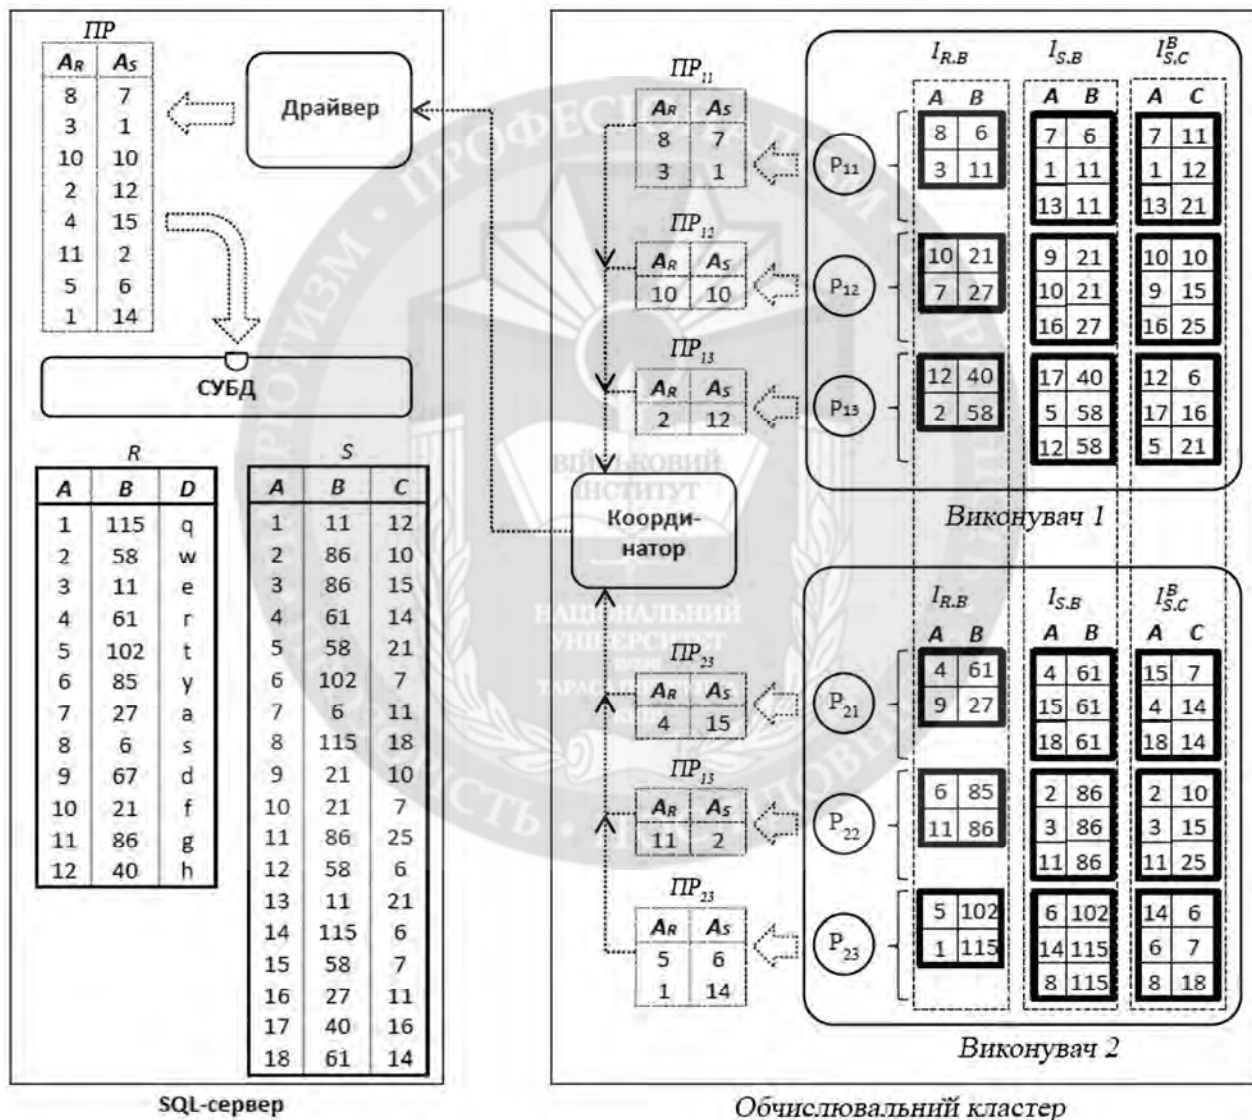 ПР
A_R A_S
8 7
3 1
10 10
2 12
4 15
11 2
5 6
1 14
Драйвер
СУБД
R
A B D
1 115 q
2 58 w
3 11 e
4 61 r
5 102 t
6 85 y
7 27 a
8 6 s
9 67 d
10 21 f
11 86 g
12 40 h
S
A B C
1 11 12
2 86 10
3 86 15
4 61 14
5 58 21
6 102 7
7 6 11
8 115 18
9 21 10
10 21 7
11 86 25
12 58 6
13 11 21
14 115 6
15 58 7
16 27 11
17 40 16
18 61 14
SQL-сервер
ПР₁₁
A_R A_S
8 7
3 1
ПР₁₂
A_R A_S
10 10
ПР₁₃
A_R A_S
2 12
Коорди-
натор
ПР₂₃
A_R A_S
4 15
ПР₁₃
A_R A_S
11 2
ПР₂₃
A_R A_S
5 6
1 14
I_R.B I_S.B I^B_S.C
A B A B A C
P₁₁
8 6 7 6 7 11
3 11 1 11 1 12
13 11 13 21
P₁₂
10 21 9 21 10 10
7 27 10 21 9 15
16 27 16 25
P₁₃
12 40 17 40 12 6
2 58 5 58 17 16
12 58 5 21
Виконувач 1
I_R.B I_S.B I^B_S.C
A B A B A C
P₂₁
4 61 4 61 15 7
9 27 15 61 4 14
18 61 18 14
P₂₂
6 85 2 86 2 10
11 86 3 86 3 15
11 86 11 25
P₂₃
5 102 6 102 14 6
1 115 14 115 6 7
8 115 8 18
Виконувач 2
Обчислювальний кластер
ВІЙСЬКОВИЙ
ІНСТИТУТ
НАЦІОНАЛЬНИЙ
УНІВЕРСИТЕТ